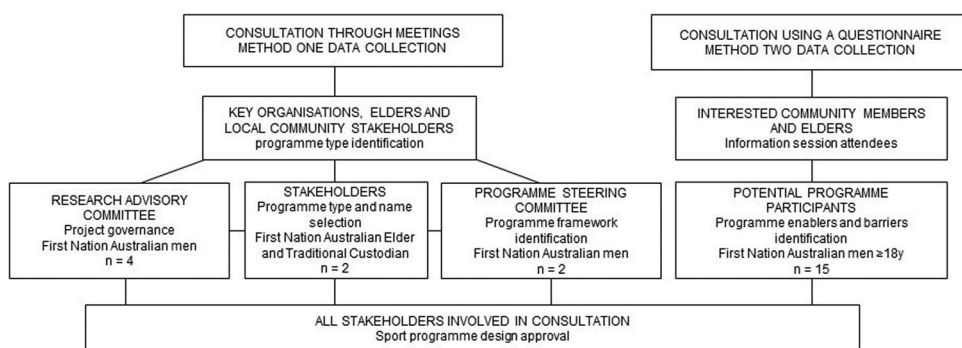 CONSULTATION THROUGH MEETINGS
METHOD ONE DATA COLLECTION
CONSULTATION USING A QUESTIONNAIRE
METHOD TWO DATA COLLECTION
KEY ORGANISATIONS, ELDERS AND
LOCAL COMMUNITY STAKEHOLDERS
programme type identification
INTERESTED COMMUNITY MEMBERS
AND ELDERS
Information session attendees
RESEARCH ADVISORY
COMMITTEE
Project governance
First Nation Australian men
n = 4
STAKEHOLDERS
Programme type and name
selection
First Nation Australian Elder
and Traditional Custodian
n = 2
PROGRAMME STEERING
COMMITTEE
Programme framework
identification
First Nation Australian men
n = 2
POTENTIAL PROGRAMME
PARTICIPANTS
Programme enablers and barriers
identification
First Nation Australian men ≥18y
n = 15
ALL STAKEHOLDERS INVOLVED IN CONSULTATION
Sport programme design approval